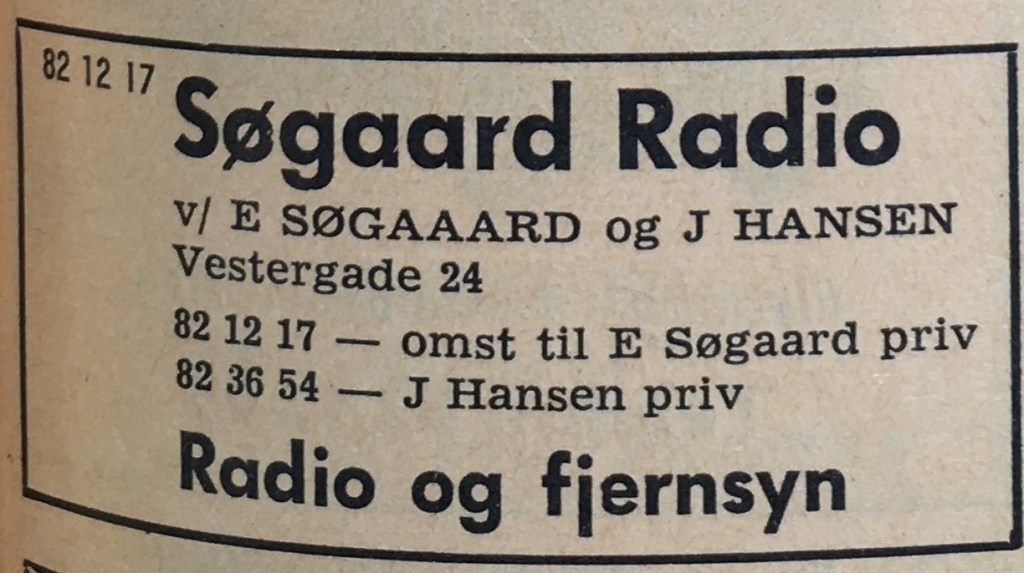 82 12 17
Søgaard Radio
v/ E SØGAAARD og J HANSEN
Vestergade 24
82 12 17 — omst til E Søgaard priv
82 36 54 — J Hansen priv
Radio og fjernsyn